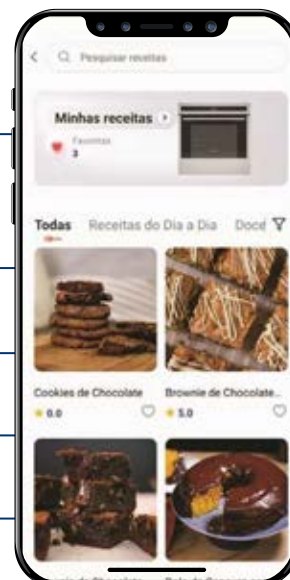 Pesquisar receitas
Minhas receitas
Favoritas
3
Todas Receitas do Dia a Dia Doce
Cookies de Chocolate Brownie de Chocolate...
0.0 5.0